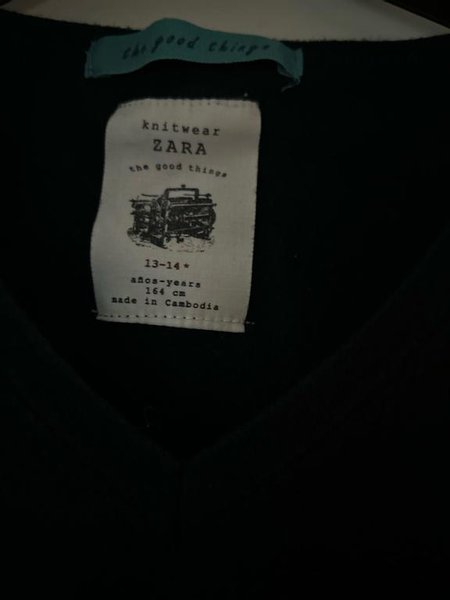 the good things
knitwear
ZARA
the good things
13-14*
años-years
164 cm
made in Cambodia